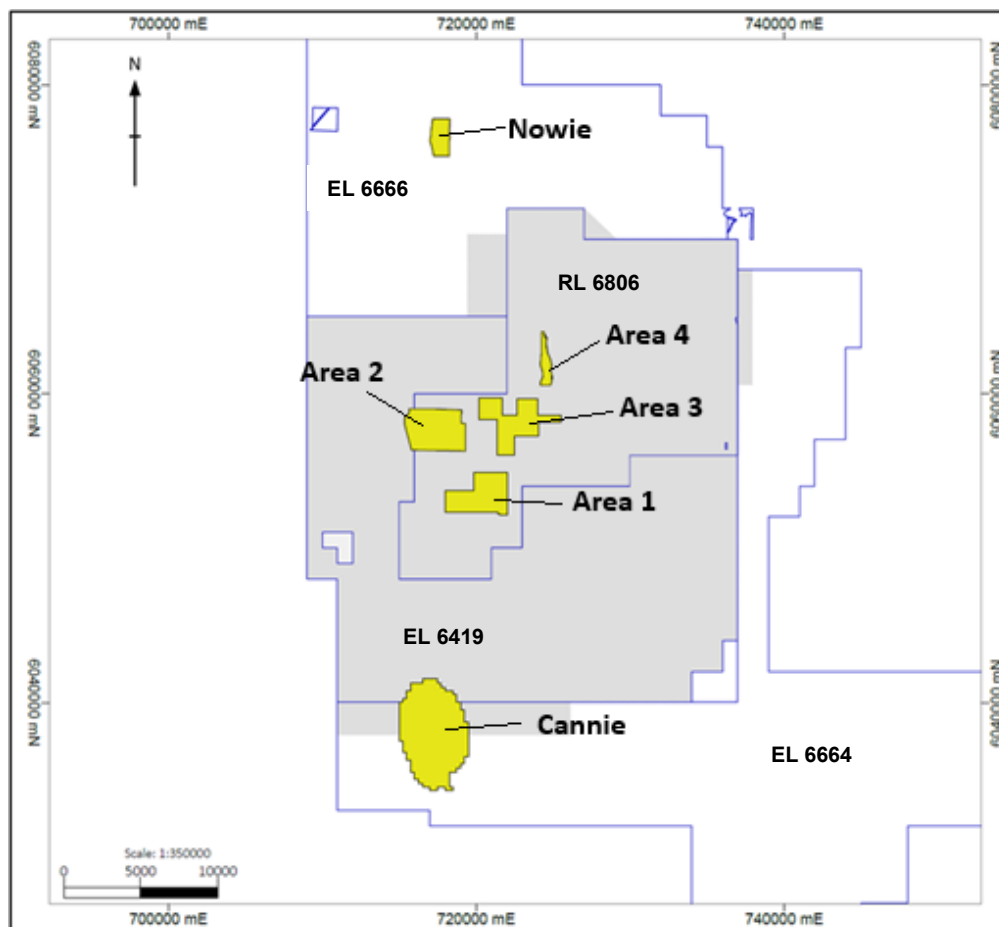 700000 mE 720000 mE 740000 mE
6080000 mN 6080000 mN
N
Nowie
EL 6666
RL 6806
Area 4
Area 2
6060000 mN 6060000 mN
Area 3
Area 1
EL 6419
6040000 mN 6040000 mN
Cannie
EL 6664
Scale: 1:350000
0 5000 10000
700000 mE 720000 mE 740000 mE